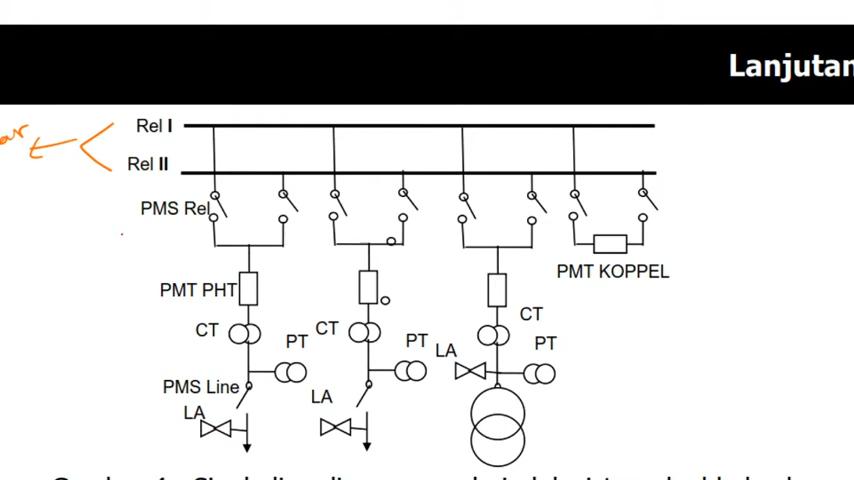 Lanjutan
Rel I
Rel II
PMS Rel
PMT KOPPEL
PMT PHT
CT
PT
CT
PT
CT
PT
LA
PMS Line
LA
LA